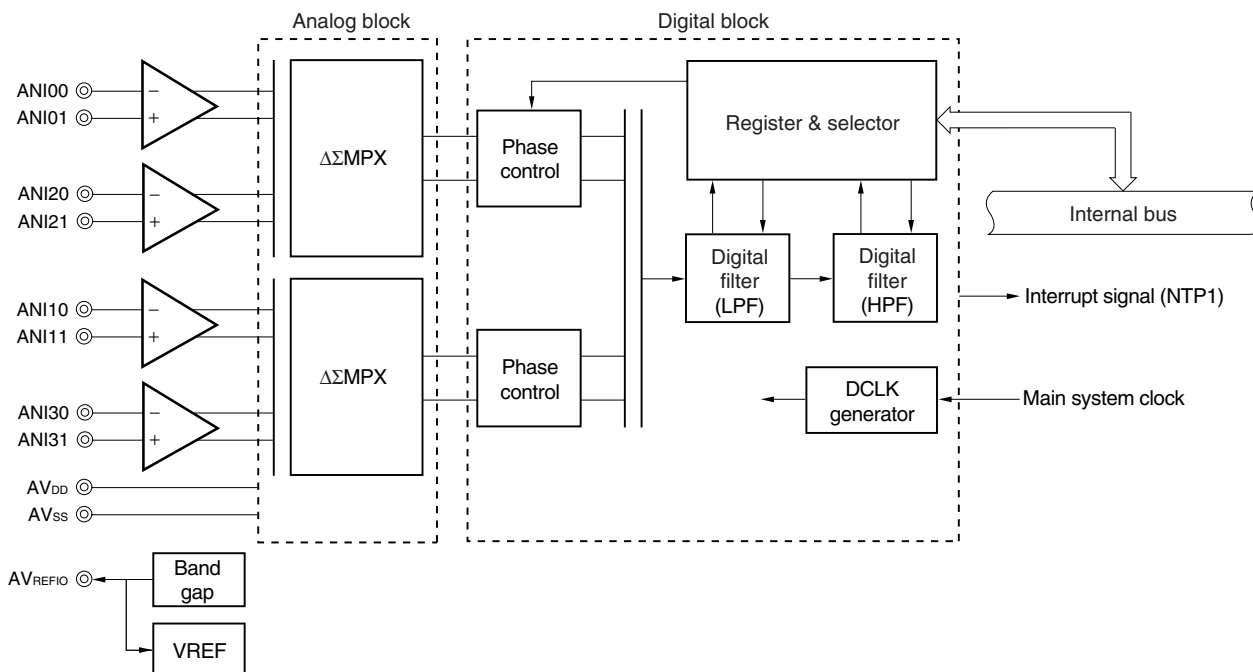 Analog block
Digital block
ANI00
−
ANI01
+
ΔΣMPX
Phase
control
Register & selector
ANI20
−
ANI21
+
Internal bus
Digital
filter
(LPF)
Digital
filter
(HPF)
ANI10
−
ANI11
+
Interrupt signal (NTP1)
ΔΣMPX
Phase
control
DCLK
generator
Main system clock
ANI30
−
ANI31
+
AVDD
AVSS
AVREFIO
Band
gap
VREF